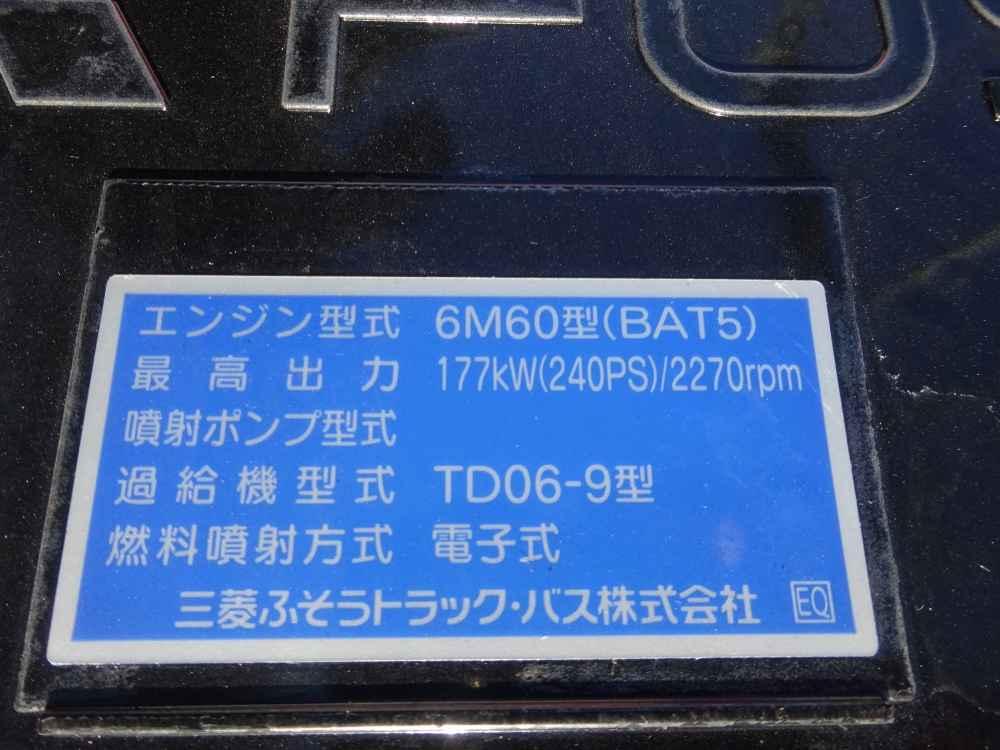 エンジン型式 6M60型(BAT5)
最高出力 177kW(240PS)/2270rpm
噴射ポンプ型式
過給機型式 TD06-9型
燃料噴射方式 電子式
三菱ふそうトラック・バス株式会社 EQ